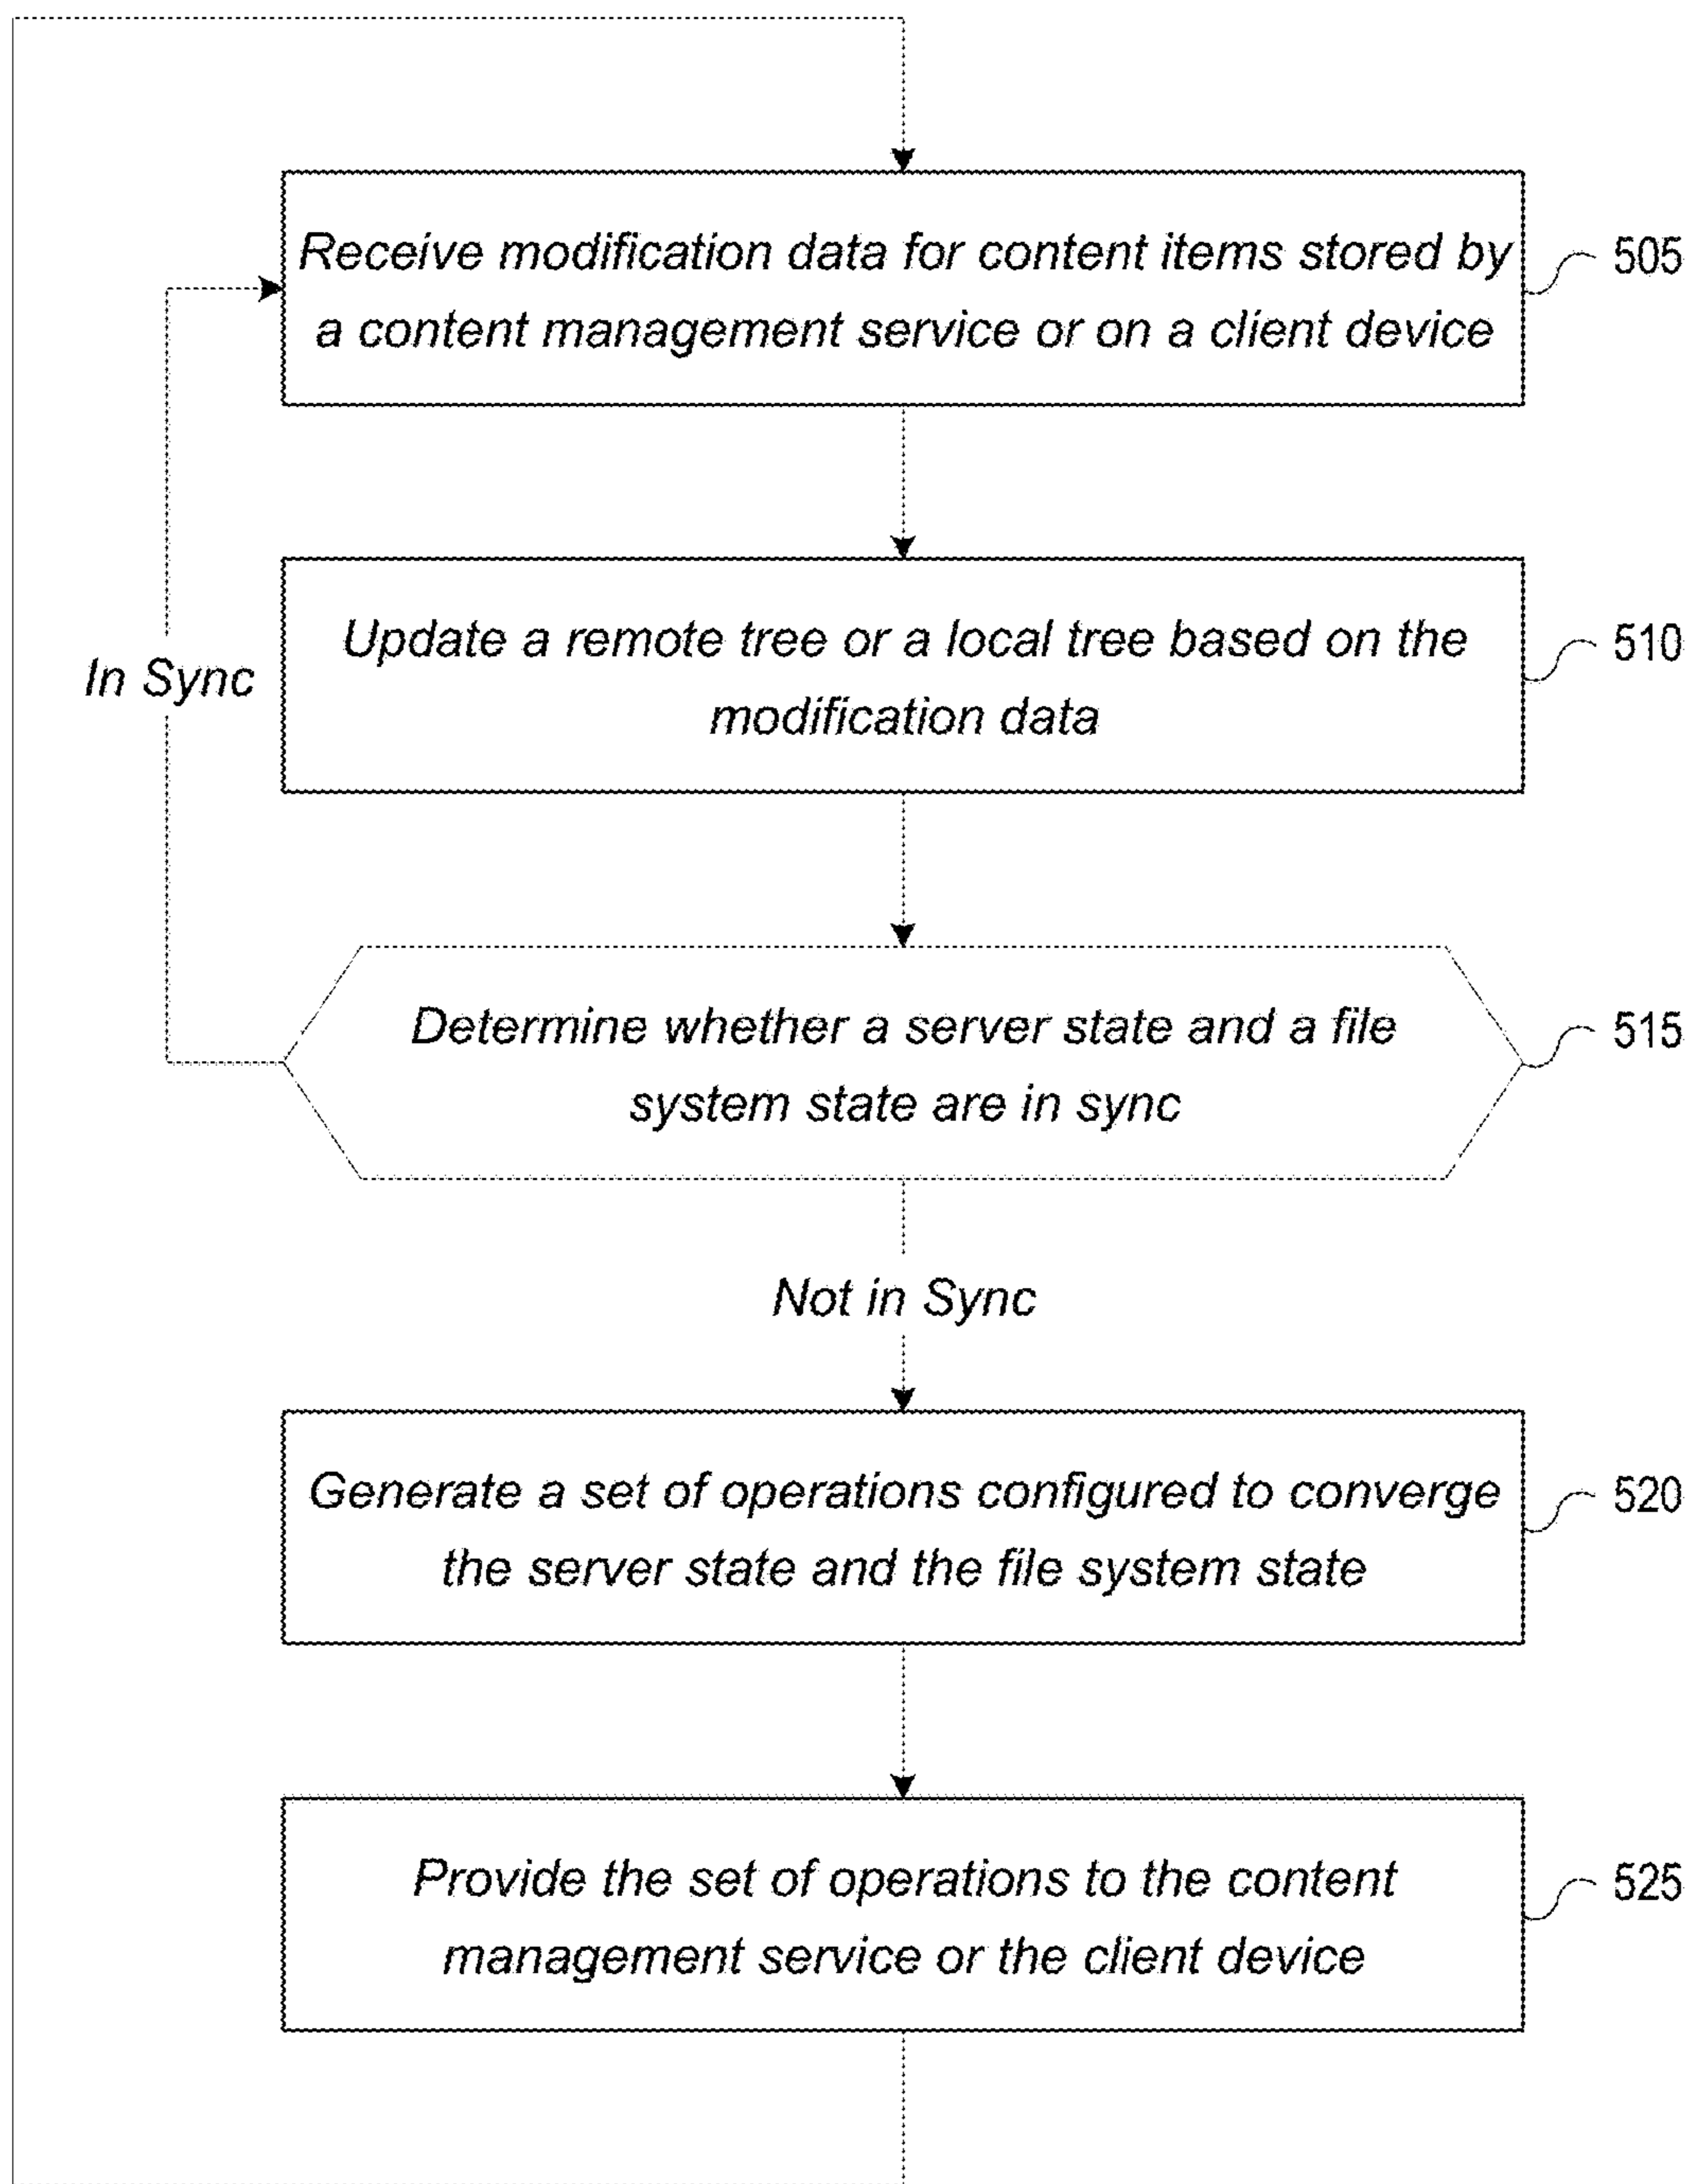 Receive modification data for content items stored by
a content management service or on a client device
505
Update a remote tree or a local tree based on the
modification data
510
In Sync
Determine whether a server state and a file
system state are in sync
515
Not in Sync
Generate a set of operations configured to converge
the server state and the file system state
520
Provide the set of operations to the content
management service or the client device
525